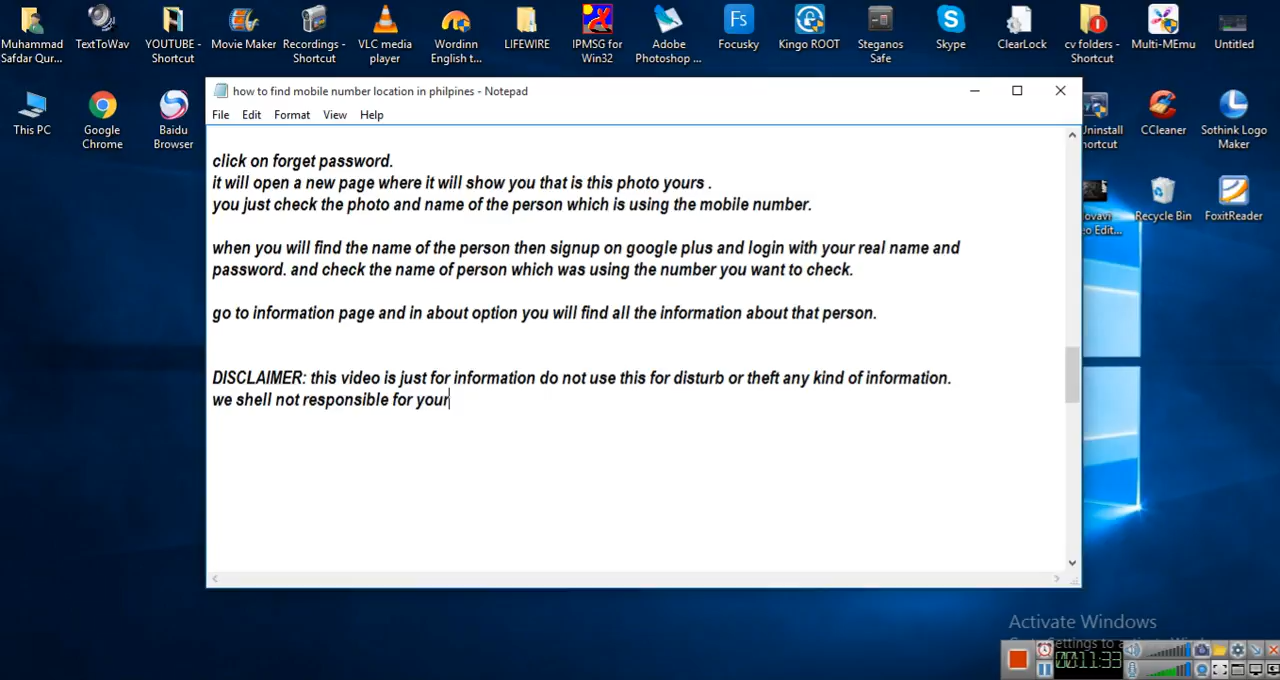 Muhammad Safdar Qur...
TextToWav
YOUTUBE - Shortcut
Movie Maker
Recordings - Shortcut
VLC media player
Wordinn English t...
LIFEWIRE
IPMSG for Win32
Adobe Photoshop ...
Fs
Focusky
Kingo ROOT
Steganos Safe
Skype
ClearLock
cv folders - Shortcut
Multi-MEmu
Untitled
This PC
Google Chrome
Baidu Browser
CCleaner
Sothink Logo Maker
Recycle Bin
FoxitReader
how to find mobile number location in philpines - Notepad
File Edit Format View Help
click on forget password.
it will open a new page where it will show you that is this photo yours .
you just check the photo and name of the person which is using the mobile number.
when you will find the name of the person then signup on google plus and login with your real name and
password. and check the name of person which was using the number you want to check.
go to information page and in about option you will find all the information about that person.
DISCLAIMER: this video is just for information do not use this for disturb or theft any kind of information.
we shell not responsible for your
Activate Windows
00:11:33